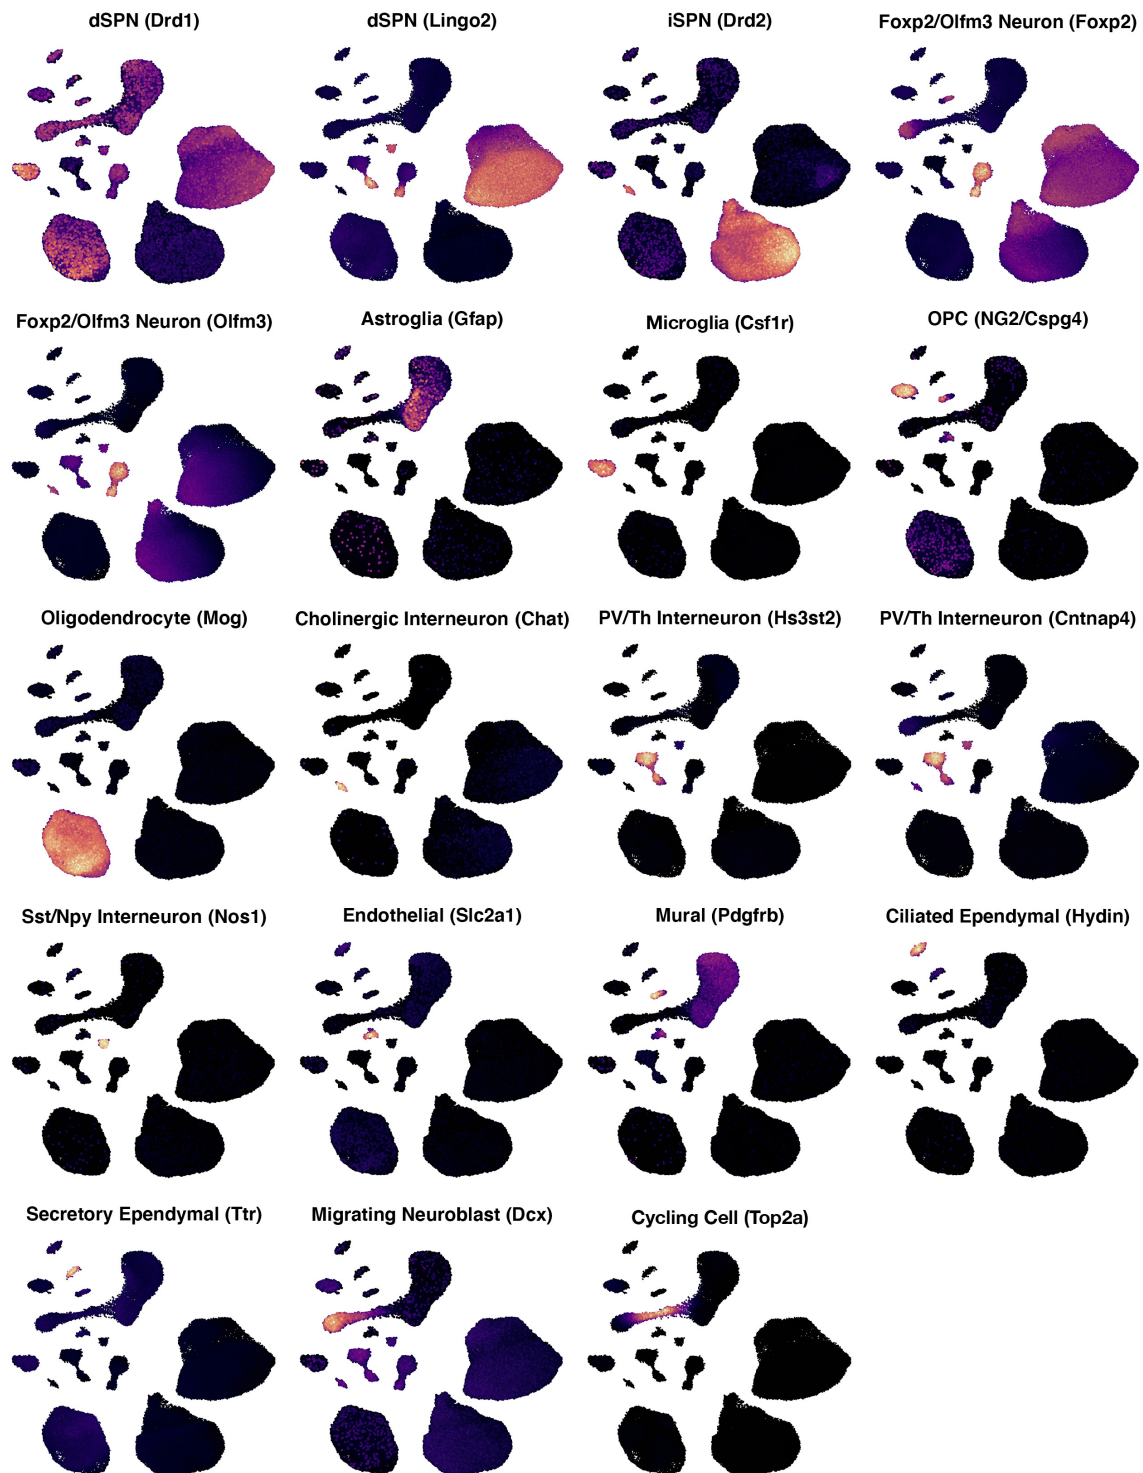 dSPN (Drd1)
dSPN (Lingo2)
iSPN (Drd2)
Foxp2/Olfm3 Neuron (Foxp2)
Foxp2/Olfm3 Neuron (Olfm3)
Astroglia (Gfap)
Microglia (Csf1r)
OPC (NG2/Cspg4)
Oligodendrocyte (Mog)
Cholinergic Interneuron (Chat)
PV/Th Interneuron (Hs3st2)
PV/Th Interneuron (Cntnap4)
Sst/Npy Interneuron (Nos1)
Endothelial (Slc2a1)
Mural (Pdgfrb)
Ciliated Ependymal (Hydin)
Secretory Ependymal (Ttr)
Migrating Neuroblast (Dcx)
Cycling Cell (Top2a)